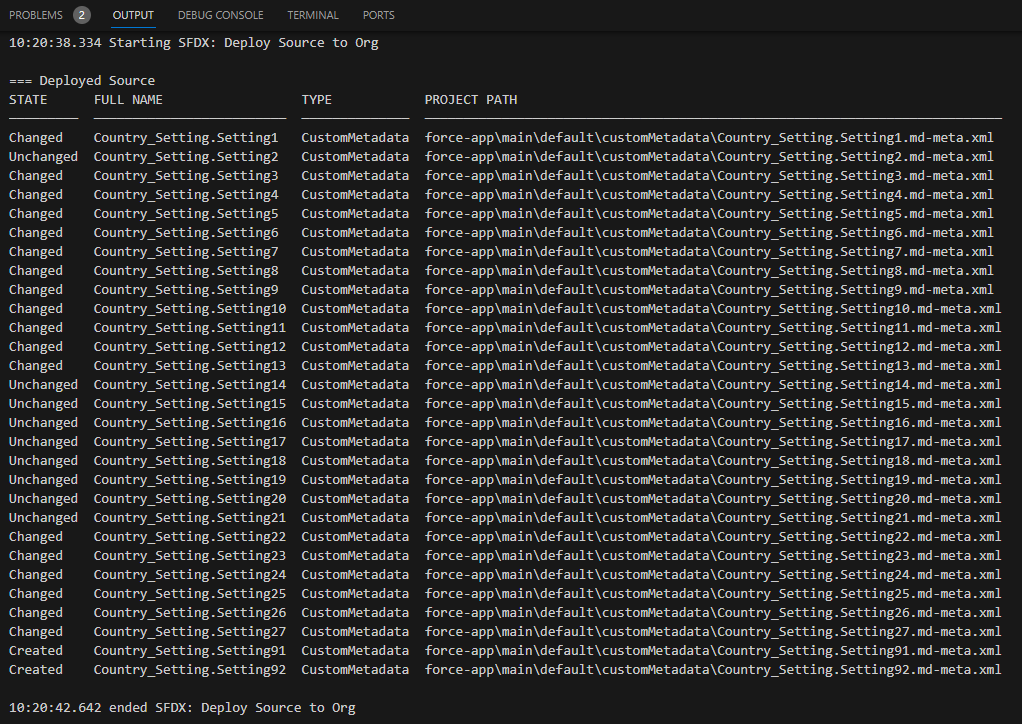 PROBLEMS 2 OUTPUT DEBUG CONSOLE TERMINAL PORTS
10:20:38.334 Starting SFDX: Deploy Source to Org
=== Deployed Source
STATE FULL NAME TYPE PROJECT PATH
Changed Country_Setting.Setting1 CustomMetadata force-app\main\default\customMetadata\Country_Setting.Setting1.md-meta.xml
Unchanged Country_Setting.Setting2 CustomMetadata force-app\main\default\customMetadata\Country_Setting.Setting2.md-meta.xml
Changed Country_Setting.Setting3 CustomMetadata force-app\main\default\customMetadata\Country_Setting.Setting3.md-meta.xml
Changed Country_Setting.Setting4 CustomMetadata force-app\main\default\customMetadata\Country_Setting.Setting4.md-meta.xml
Changed Country_Setting.Setting5 CustomMetadata force-app\main\default\customMetadata\Country_Setting.Setting5.md-meta.xml
Changed Country_Setting.Setting6 CustomMetadata force-app\main\default\customMetadata\Country_Setting.Setting6.md-meta.xml
Changed Country_Setting.Setting7 CustomMetadata force-app\main\default\customMetadata\Country_Setting.Setting7.md-meta.xml
Changed Country_Setting.Setting8 CustomMetadata force-app\main\default\customMetadata\Country_Setting.Setting8.md-meta.xml
Changed Country_Setting.Setting9 CustomMetadata force-app\main\default\customMetadata\Country_Setting.Setting9.md-meta.xml
Changed Country_Setting.Setting10 CustomMetadata force-app\main\default\customMetadata\Country_Setting.Setting10.md-meta.xml
Changed Country_Setting.Setting11 CustomMetadata force-app\main\default\customMetadata\Country_Setting.Setting11.md-meta.xml
Changed Country_Setting.Setting12 CustomMetadata force-app\main\default\customMetadata\Country_Setting.Setting12.md-meta.xml
Changed Country_Setting.Setting13 CustomMetadata force-app\main\default\customMetadata\Country_Setting.Setting13.md-meta.xml
Unchanged Country_Setting.Setting14 CustomMetadata force-app\main\default\customMetadata\Country_Setting.Setting14.md-meta.xml
Unchanged Country_Setting.Setting15 CustomMetadata force-app\main\default\customMetadata\Country_Setting.Setting15.md-meta.xml
Unchanged Country_Setting.Setting16 CustomMetadata force-app\main\default\customMetadata\Country_Setting.Setting16.md-meta.xml
Unchanged Country_Setting.Setting17 CustomMetadata force-app\main\default\customMetadata\Country_Setting.Setting17.md-meta.xml
Unchanged Country_Setting.Setting18 CustomMetadata force-app\main\default\customMetadata\Country_Setting.Setting18.md-meta.xml
Unchanged Country_Setting.Setting19 CustomMetadata force-app\main\default\customMetadata\Country_Setting.Setting19.md-meta.xml
Unchanged Country_Setting.Setting20 CustomMetadata force-app\main\default\customMetadata\Country_Setting.Setting20.md-meta.xml
Unchanged Country_Setting.Setting21 CustomMetadata force-app\main\default\customMetadata\Country_Setting.Setting21.md-meta.xml
Changed Country_Setting.Setting22 CustomMetadata force-app\main\default\customMetadata\Country_Setting.Setting22.md-meta.xml
Changed Country_Setting.Setting23 CustomMetadata force-app\main\default\customMetadata\Country_Setting.Setting23.md-meta.xml
Changed Country_Setting.Setting24 CustomMetadata force-app\main\default\customMetadata\Country_Setting.Setting24.md-meta.xml
Changed Country_Setting.Setting25 CustomMetadata force-app\main\default\customMetadata\Country_Setting.Setting25.md-meta.xml
Changed Country_Setting.Setting26 CustomMetadata force-app\main\default\customMetadata\Country_Setting.Setting26.md-meta.xml
Changed Country_Setting.Setting27 CustomMetadata force-app\main\default\customMetadata\Country_Setting.Setting27.md-meta.xml
Created Country_Setting.Setting91 CustomMetadata force-app\main\default\customMetadata\Country_Setting.Setting91.md-meta.xml
Created Country_Setting.Setting92 CustomMetadata force-app\main\default\customMetadata\Country_Setting.Setting92.md-meta.xml
10:20:42.642 ended SFDX: Deploy Source to Org